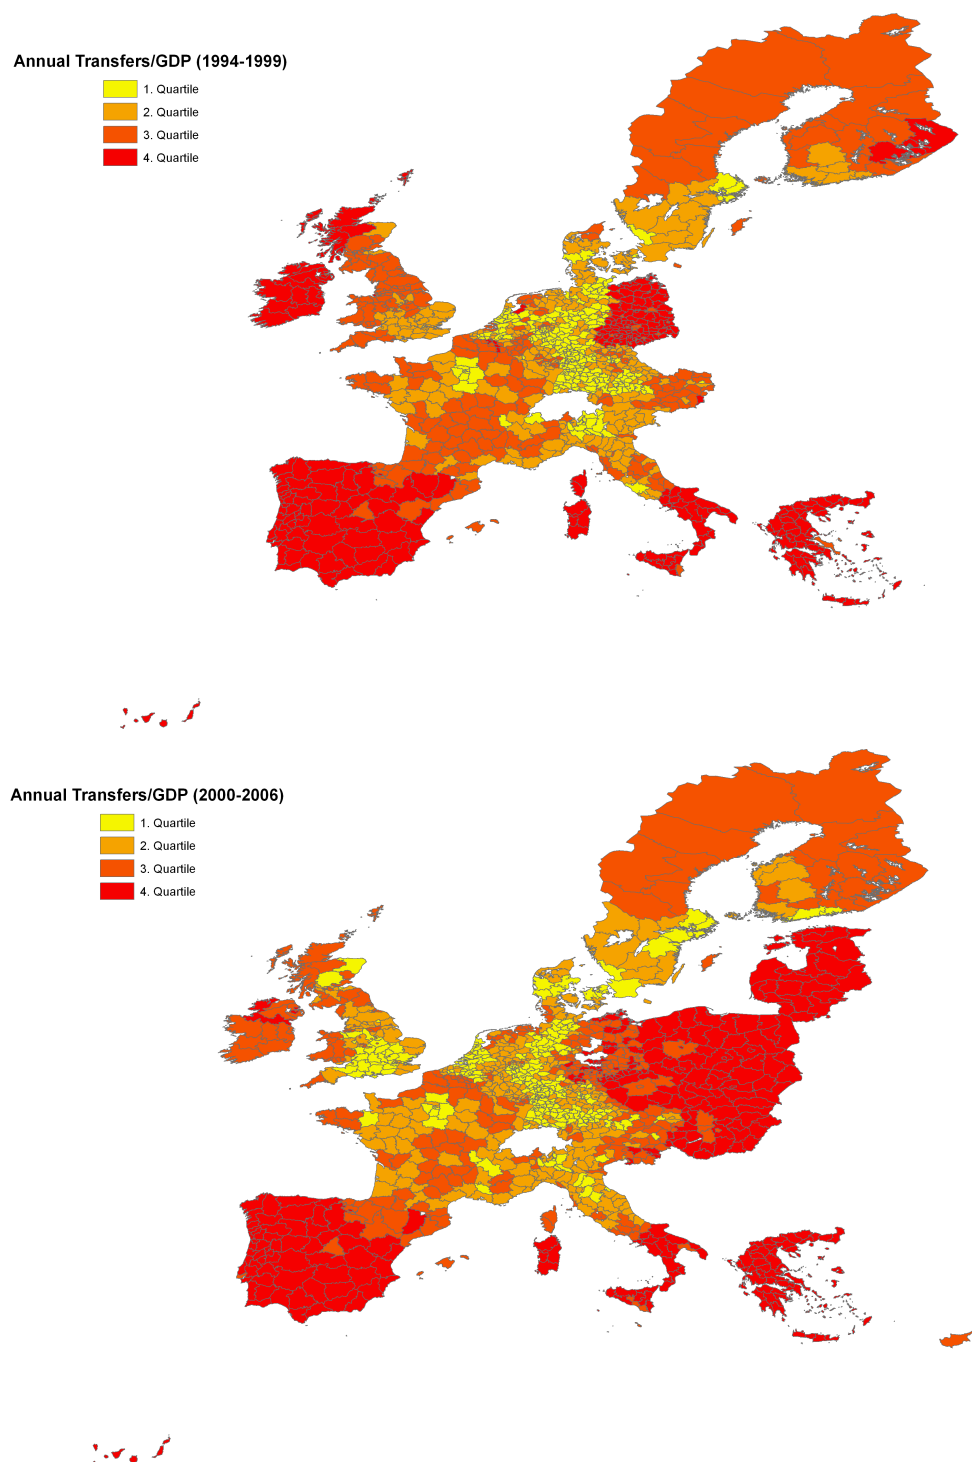 Annual Transfers/GDP (1994-1999)
1. Quartile
2. Quartile
3. Quartile
4. Quartile
Annual Transfers/GDP (2000-2006)
1. Quartile
2. Quartile
3. Quartile
4. Quartile